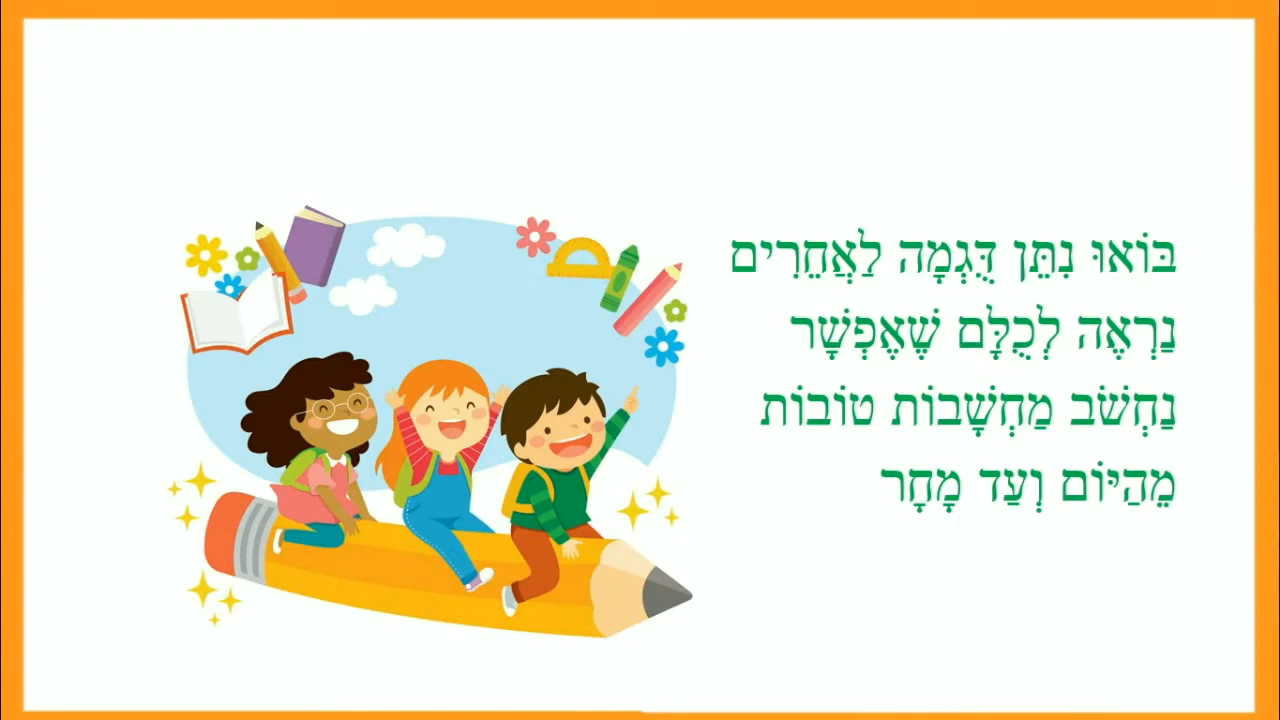 בּוֹאוּ נִתֵּן דֻּגְמָה לַאֲחֵרִים
נַרְאֶה לְכֻלָּם שֶׁאֶפְשָׁר
נַחְשֹׁב מַחְשָׁבוֹת טוֹבוֹת
מֵהַיּוֹם וְעַד מָחָר